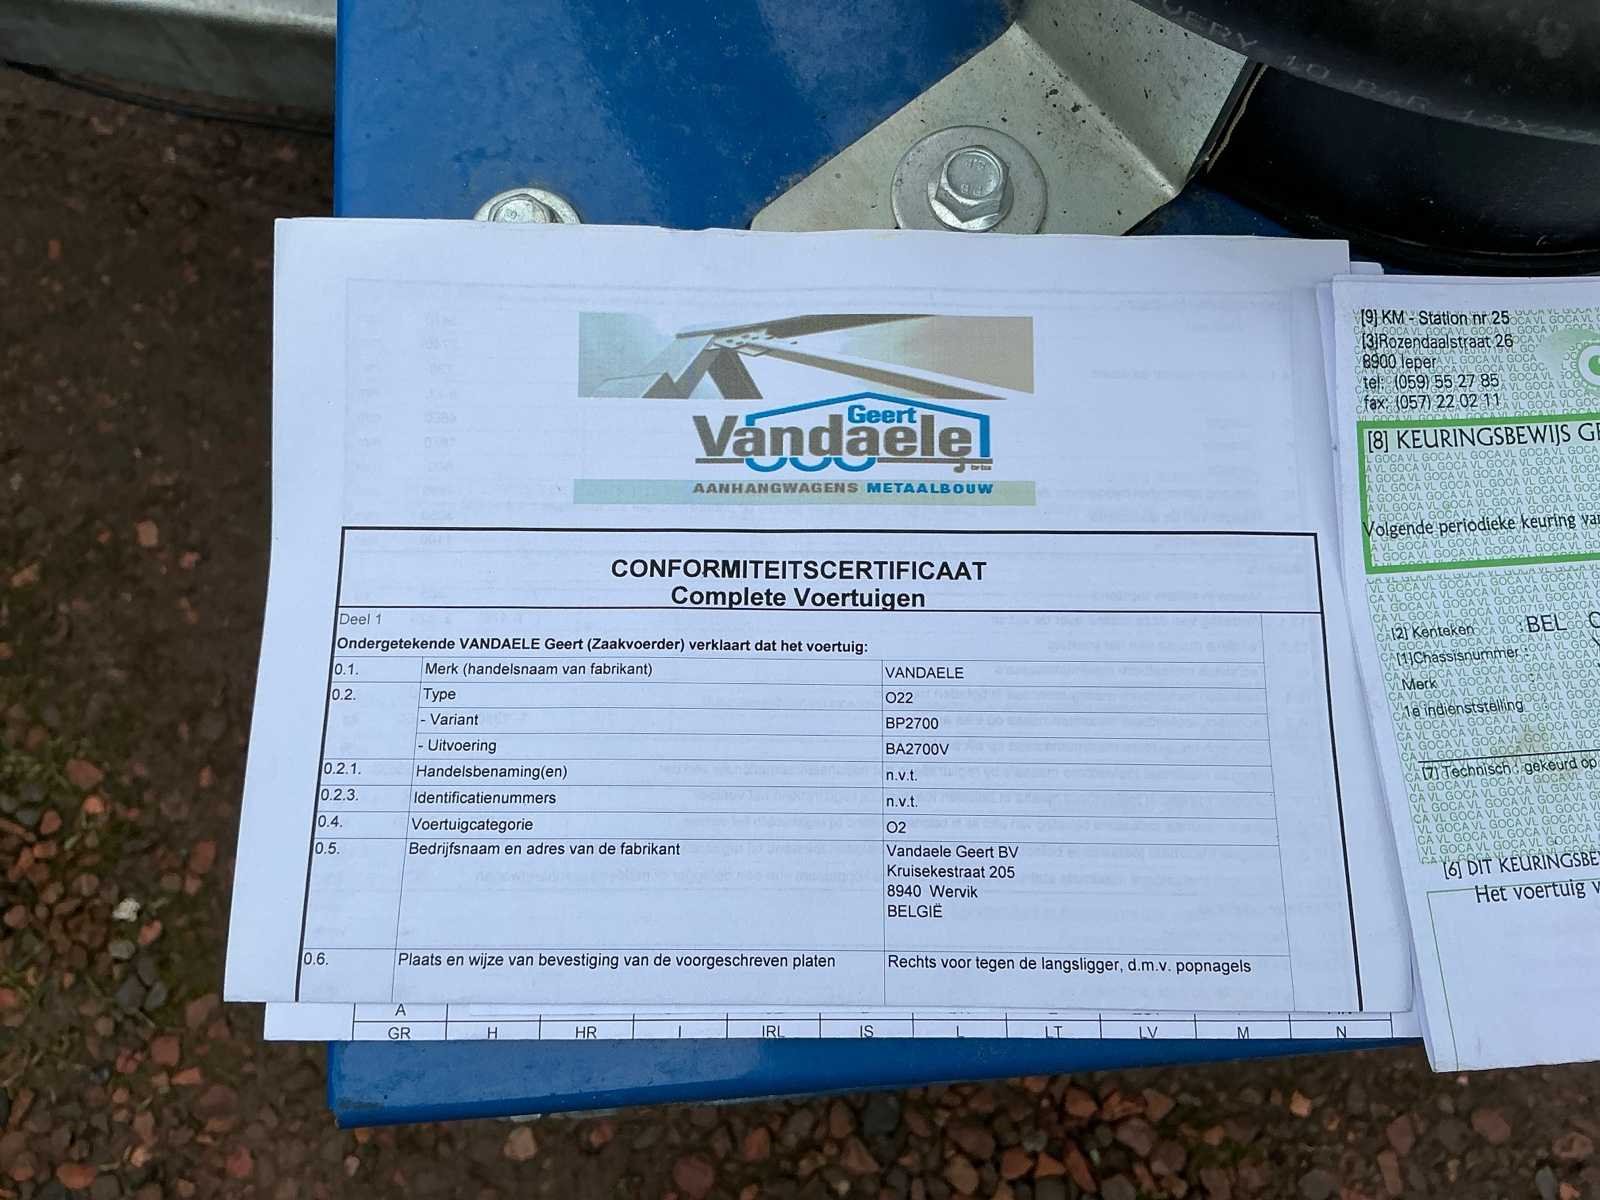 VERY 10 BAR
Geert
Vandaele
bvba
AANHANGWAGENS METAALBOUW
CONFORMITEITSCERTIFICAAT
Complete Voertuigen
Deel 1
Ondergetekende VANDAELE Geert (Zaakvoerder) verklaart dat het voertuig:
0.1. Merk (handelsnaam van fabrikant) VANDAELE
0.2. Type O22
- Variant BP2700
- Uitvoering BA2700V
0.2.1. Handelsbenaming(en) n.v.t.
0.2.3. Identificatienummers n.v.t.
0.4. Voertuigcategorie O2
0.5. Bedrijfsnaam en adres van de fabrikant Vandaele Geert BV
Kruisekestraat 205
8940 Wervik
BELGIË
0.6. Plaats en wijze van bevestiging van de voorgeschreven platen Rechts voor tegen de langsligger, d.m.v. popnagels
A
GR H HR I IRL IS L LT LV M N
[9] KM - Station nr 25
[3]Rozendaalstraat 26
8900 Ieper
tel: (059) 55 27 85
fax: (057) 22 02 11
[8] KEURINGSBEWIJS
Volgende periodieke keuring
[2] Kenteken : BEL
[1]Chassisnummer :
Merk :
1e indienststelling
[7] Technisch : gekeurd op
[6] DIT
Het voertuig